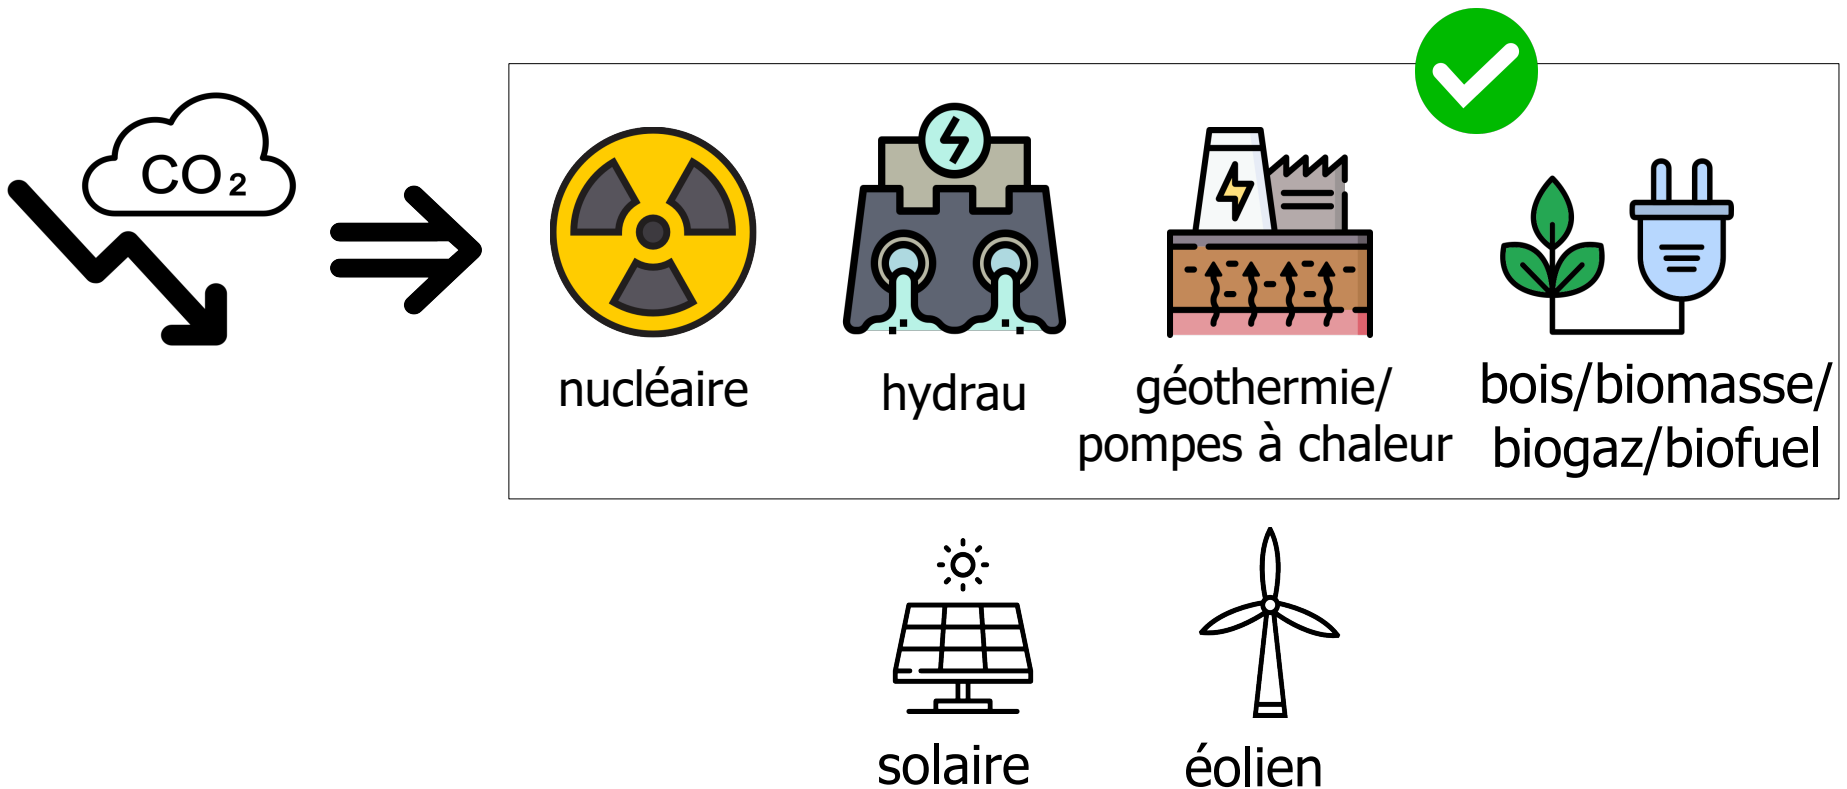 CO₂
nucléaire
hydrau
géothermie/
pompes à chaleur
bois/biomasse/
biogaz/biofuel
solaire
éolien